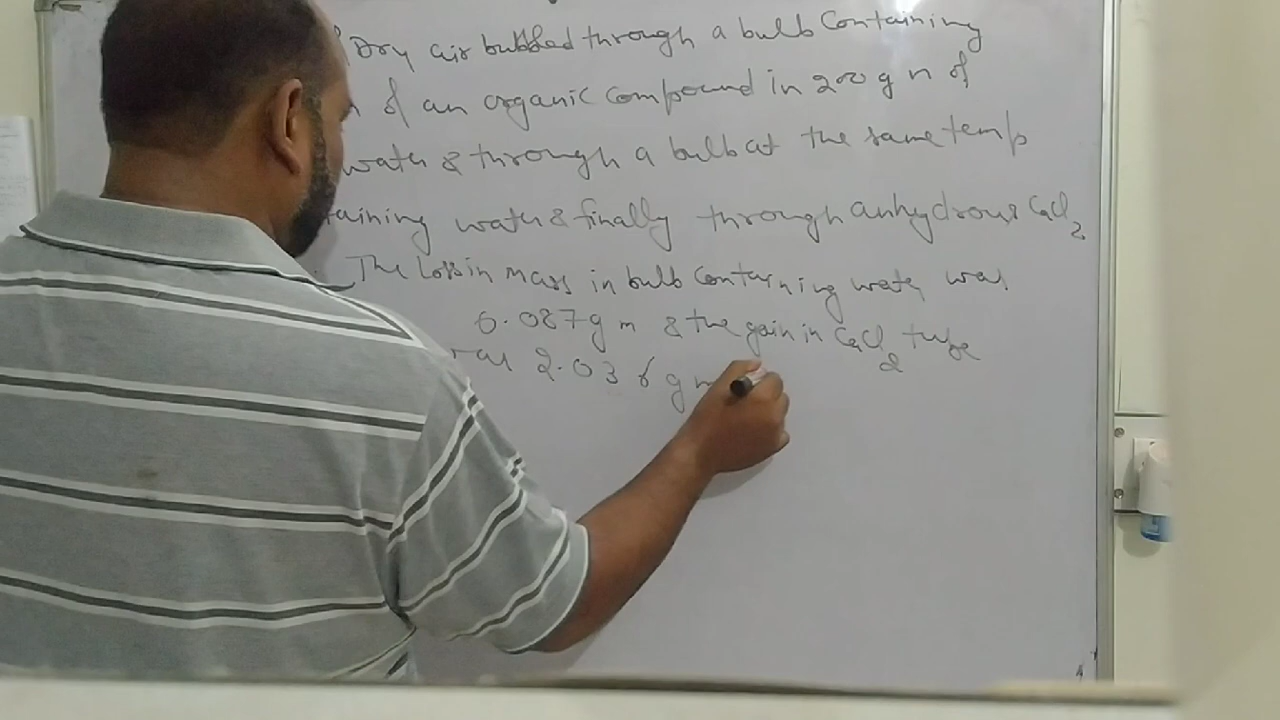 Dry air bubbled through a bulb Containing
of an organic compound in 200 gm of
water & through a bulb at the same temp
taining water & finally through anhydrous CaCl2
The Loss in mass in bulb Containing water was
0.087gm & the gain in CaCl2 tube
was 2.036 gm